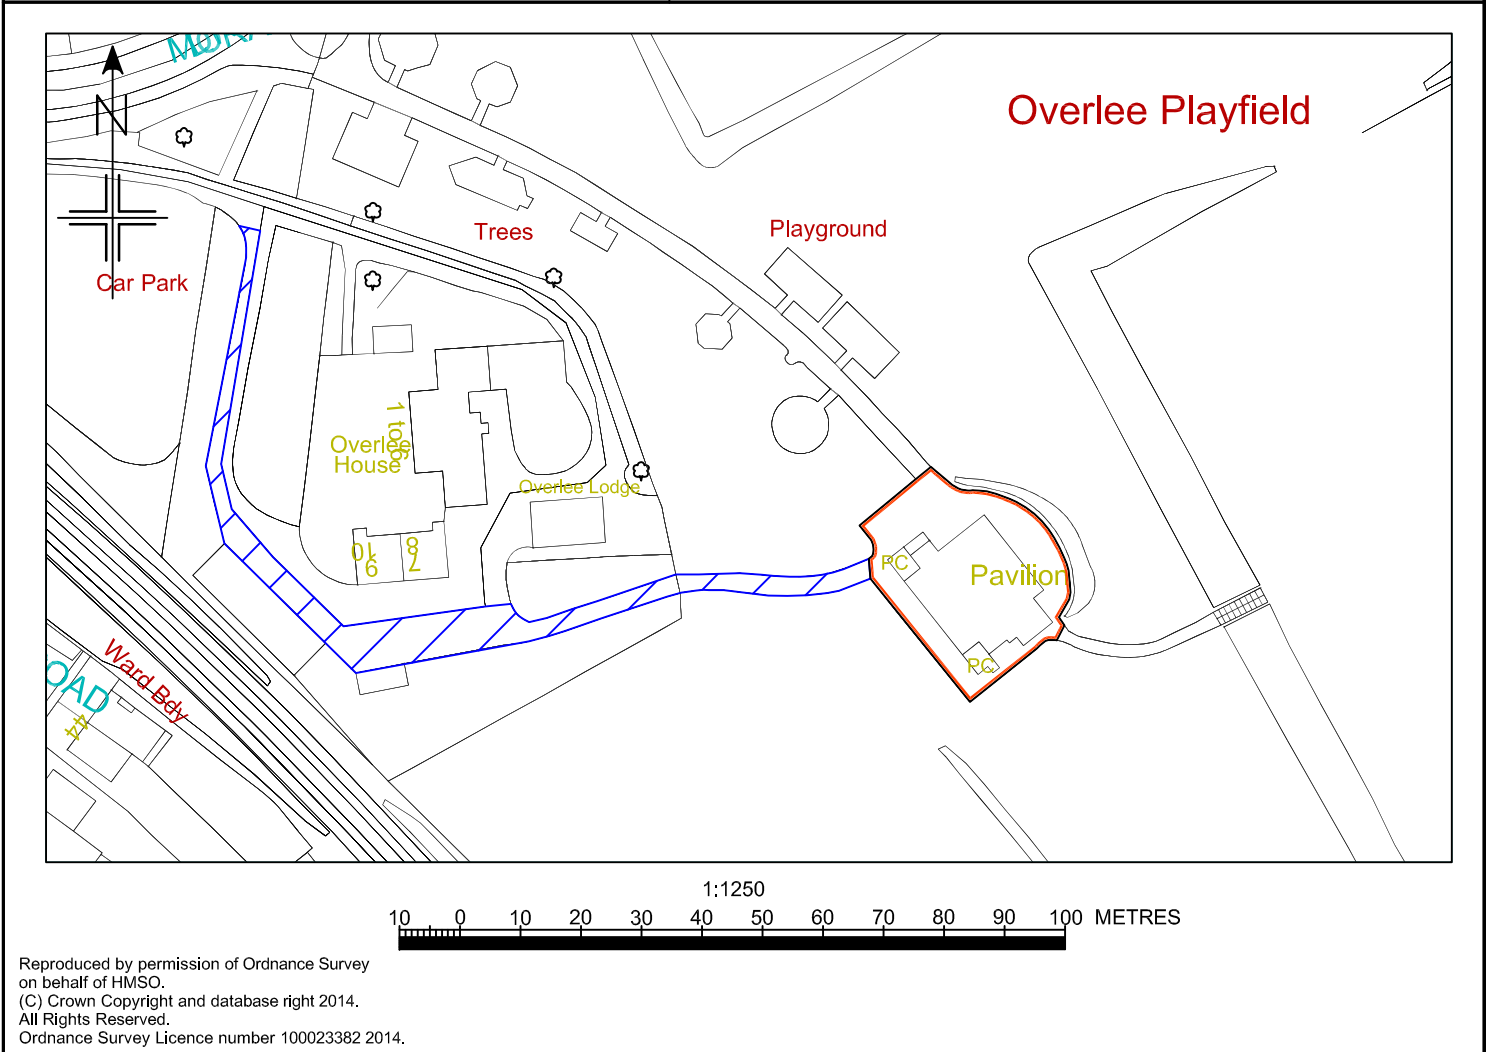 Overlee Playfield
N
Trees
Playground
Car Park
1 to 6
Overlee
House
Overlee Lodge
10
9
8
7
PC
Pavilion
PC
Ward Bdy
OAD
44
1:1250
10 0 10 20 30 40 50 60 70 80 90 100 METRES
Reproduced by permission of Ordnance Survey
on behalf of HMSO.
(C) Crown Copyright and database right 2014.
All Rights Reserved.
Ordnance Survey Licence number 100023382 2014.